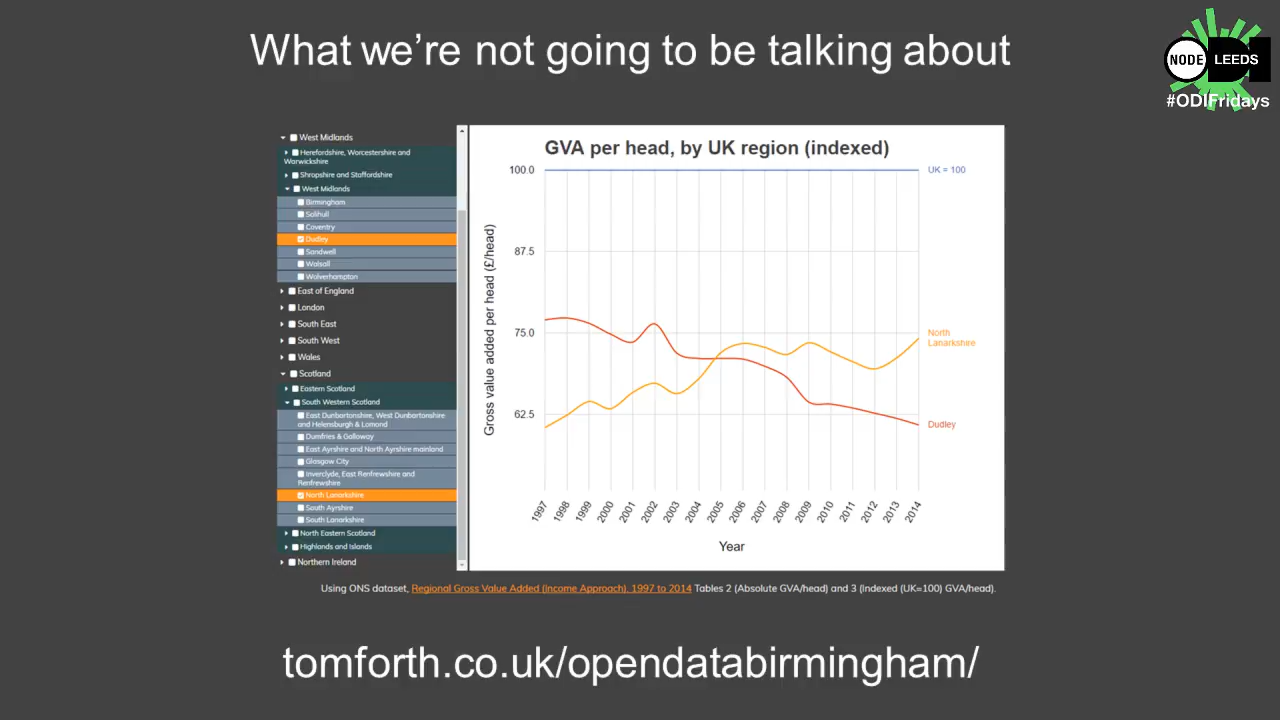 What we're not going to be talking about
NODE
LEEDS
#ODIFridays
West Midlands
Herefordshire, Worcestershire and
Warwickshire
Shropshire and Staffordshire
West Midlands
Birmingham
Solihull
Coventry
Dudley
Sandwell
Walsall
Wolverhampton
East of England
London
South East
South West
Wales
Scotland
Eastern Scotland
South Western Scotland
East Dunbartonshire, West Dunbartonshire
and Helensburgh & Lomond
Dumfries & Galloway
East Ayrshire and North Ayrshire mainland
Glasgow City
Inverclyde, East Renfrewshire and
Renfrewshire
North Lanarkshire
South Ayrshire
South Lanarkshire
North Eastern Scotland
Highlands and Islands
Northern Ireland
GVA per head, by UK region (indexed)
100.0
87.5
75.0
62.5
Gross value added per head (£/head)
UK = 100
North
Lanarkshire
Dudley
1997 1998 1999 2000 2001 2002 2003 2004 2005 2006 2007 2008 2009 2010 2011 2012 2013 2014
Year
Using ONS dataset, Regional Gross Value Added (Income Approach), 1997 to 2014 Tables 2 (Absolute GVA/head) and 3 (Indexed (UK=100) GVA/head).
tomforth.co.uk/opendatabirmingham/